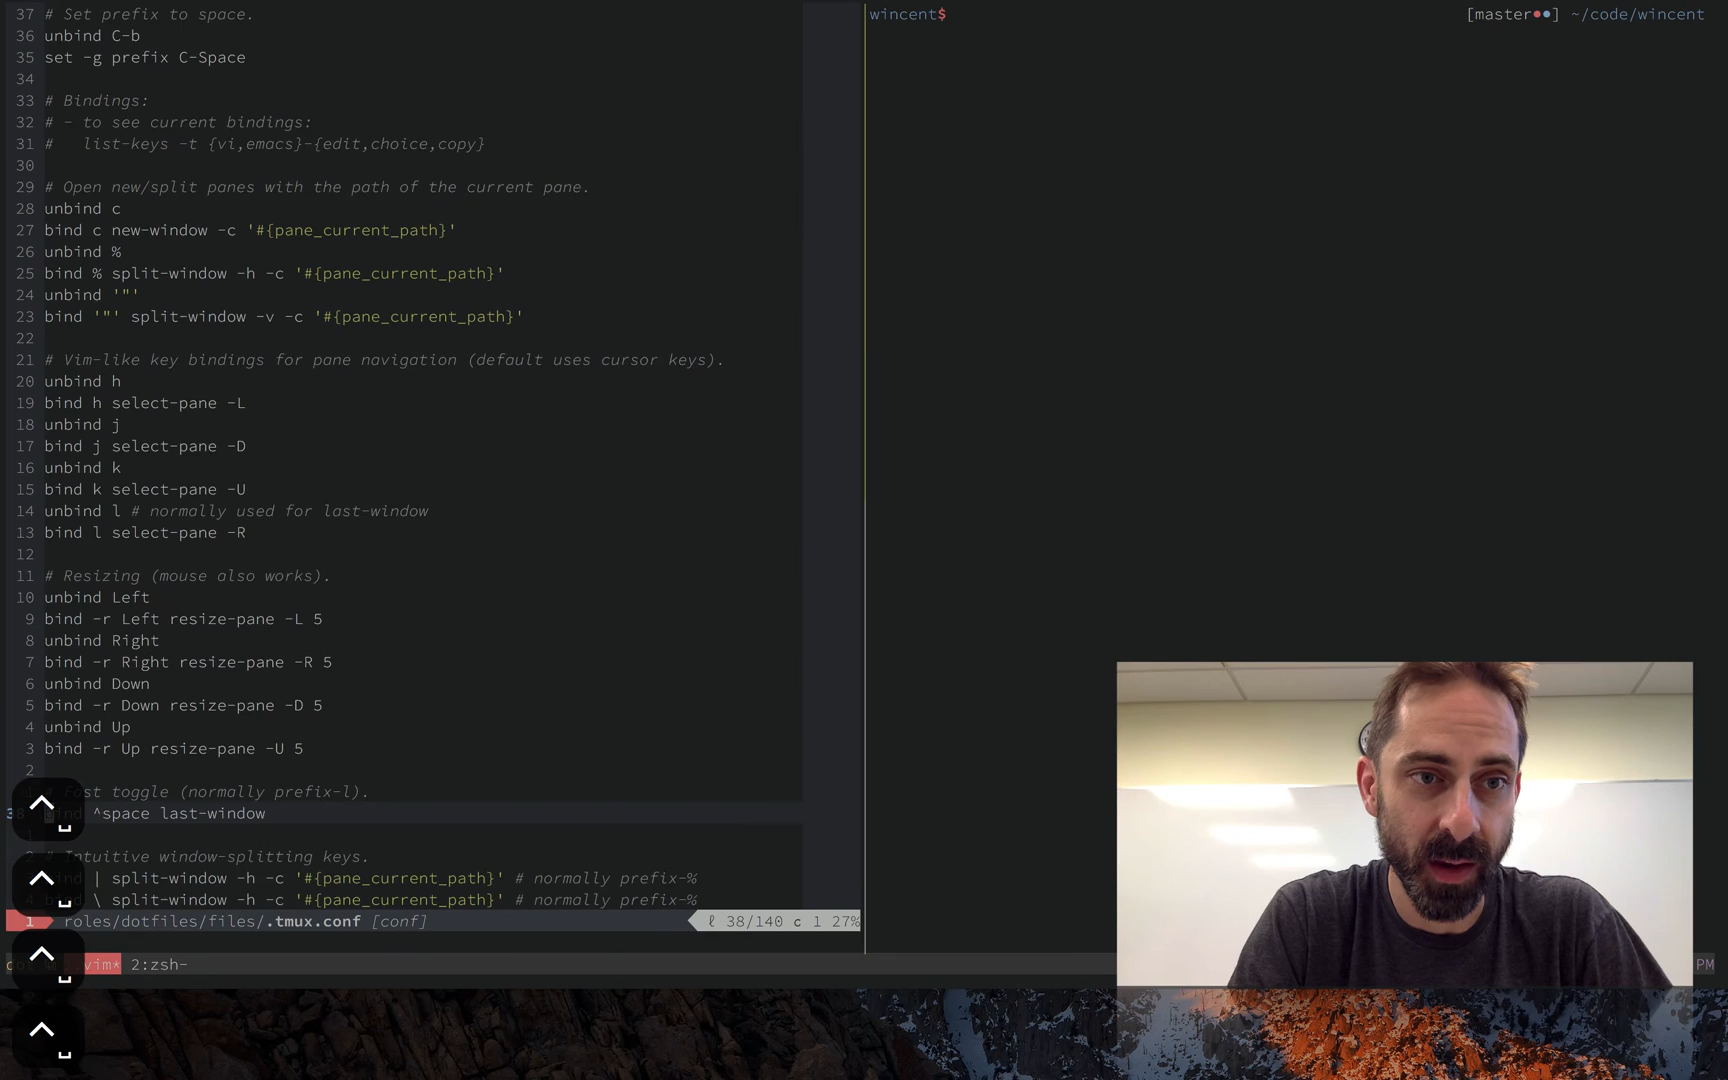 37 # Set prefix to space.
36 unbind C-b
35 set -g prefix C-Space
34
33 # Bindings:
32 # - to see current bindings:
31 #   list-keys -t {vi,emacs}-{edit,choice,copy}
30
29 # Open new/split panes with the path of the current pane.
28 unbind c
27 bind c new-window -c '#{pane_current_path}'
26 unbind %
25 bind % split-window -h -c '#{pane_current_path}'
24 unbind '"'
23 bind '"' split-window -v -c '#{pane_current_path}'
22
21 # Vim-like key bindings for pane navigation (default uses cursor keys).
20 unbind h
19 bind h select-pane -L
18 unbind j
17 bind j select-pane -D
16 unbind k
15 bind k select-pane -U
14 unbind l # normally used for last-window
13 bind l select-pane -R
12
11 # Resizing (mouse also works).
10 unbind Left
9 bind -r Left resize-pane -L 5
8 unbind Right
7 bind -r Right resize-pane -R 5
6 unbind Down
5 bind -r Down resize-pane -D 5
4 unbind Up
3 bind -r Up resize-pane -U 5
2
toggle (normally prefix-l).
^space last-window
Intuitive window-splitting keys.
| split-window -h -c '#{pane_current_path}' # normally prefix-%
\ split-window -h -c '#{pane_current_path}' # normally prefix-%
1 roles/dotfiles/files/.tmux.conf [conf] ℓ 38/140 c 1 27%
vim* 2:zsh-
wincent$ [master●●] ~/code/wincent
PM